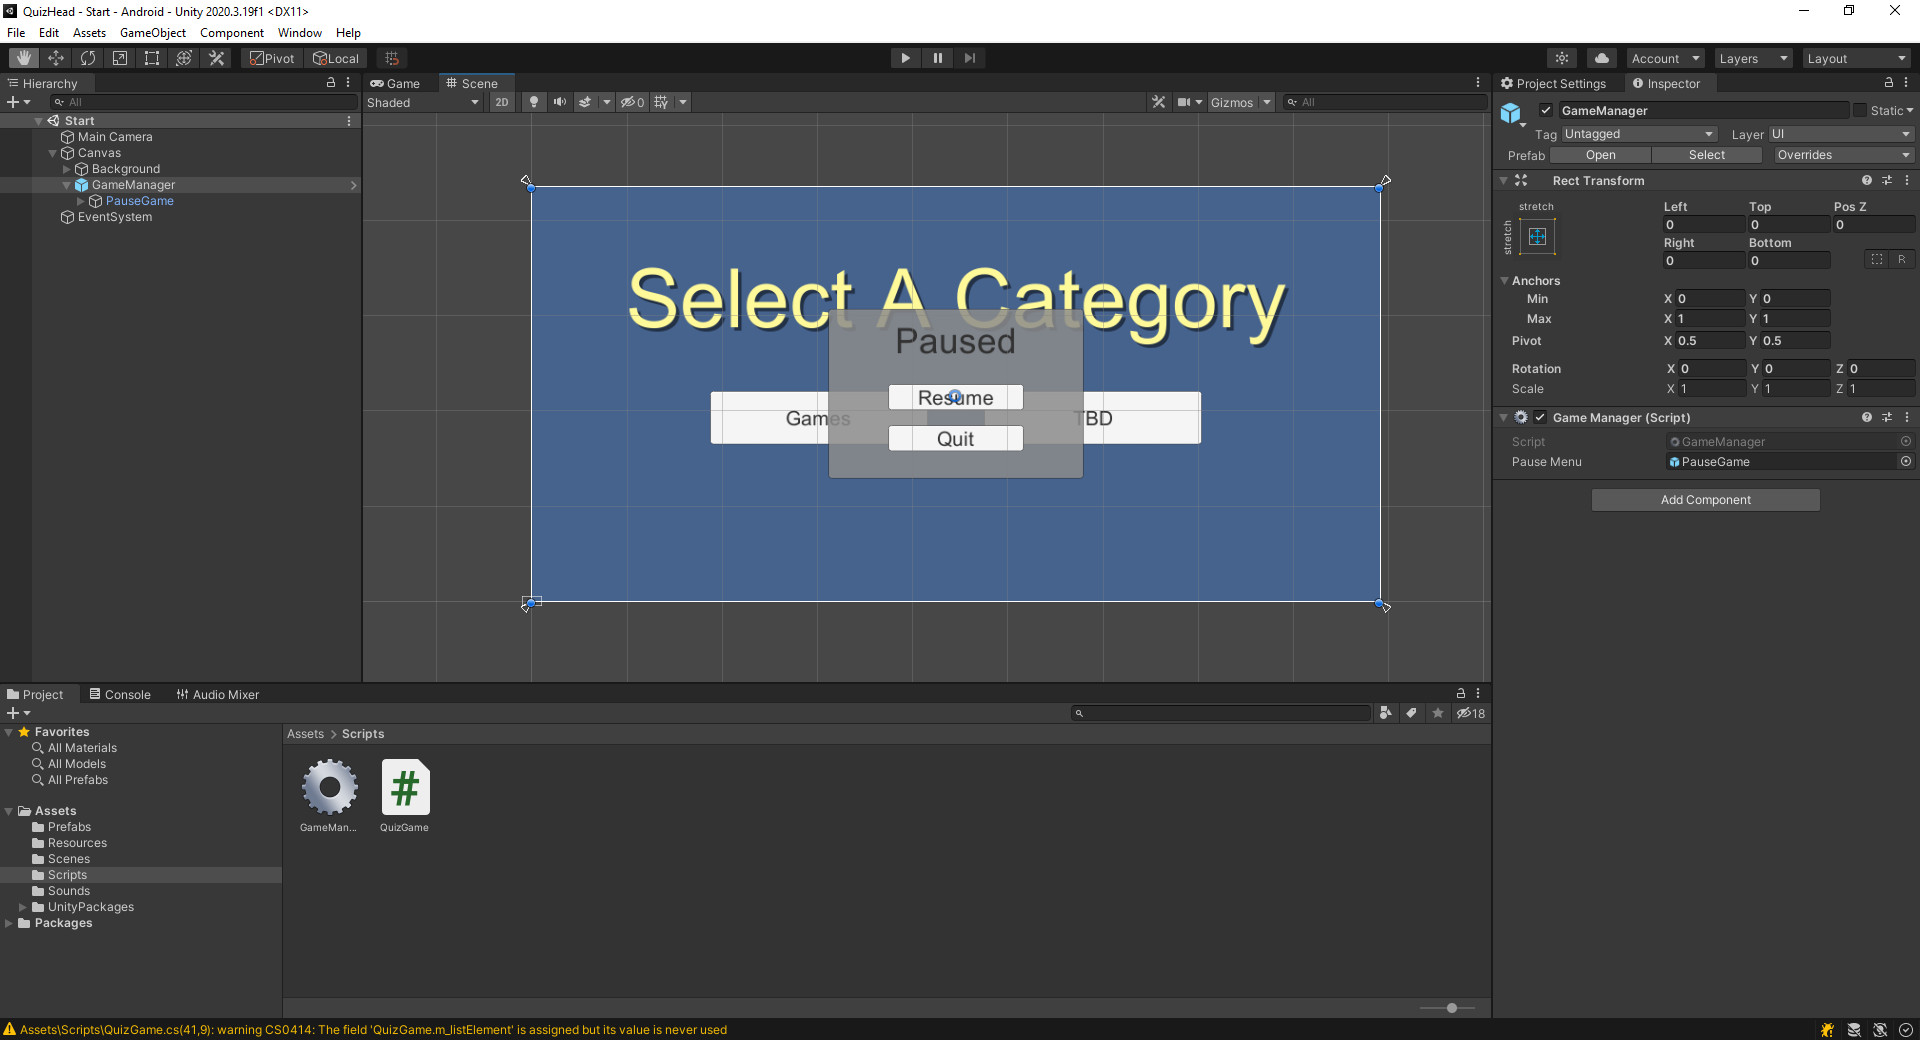 QuizHead - Start - Android - Unity 2020.3.19f1 <DX11>
File Edit Assets GameObject Component Window Help
Pivot Local Account Layers Layout
Hierarchy
All
Start
Main Camera
Canvas
Background
GameManager
PauseGame
EventSystem
Game Scene
Shaded 2D 0 Gizmos All
Select A Category
Paused
Resume
Games TBD
Quit
Project Settings Inspector
GameManager Static
Tag Untagged Layer UI
Prefab Open Select Overrides
Rect Transform
stretch Left Top Pos Z
stretch 0 0 0
Right Bottom
0 0 R
Anchors
Min X 0 Y 0
Max X 1 Y 1
Pivot X 0.5 Y 0.5
Rotation X 0 Y 0 Z 0
Scale X 1 Y 1 Z 1
Game Manager (Script)
Script GameManager
Pause Menu PauseGame
Add Component
Project Console Audio Mixer
18
Favorites
All Materials
All Models
All Prefabs
Assets
Prefabs
Resources
Scenes
Scripts
Sounds
UnityPackages
Packages
Assets > Scripts
#
GameMan... QuizGame
Assets\Scripts\QuizGame.cs(41,9): warning CS0414: The field 'QuizGame.m_listElement' is assigned but its value is never used